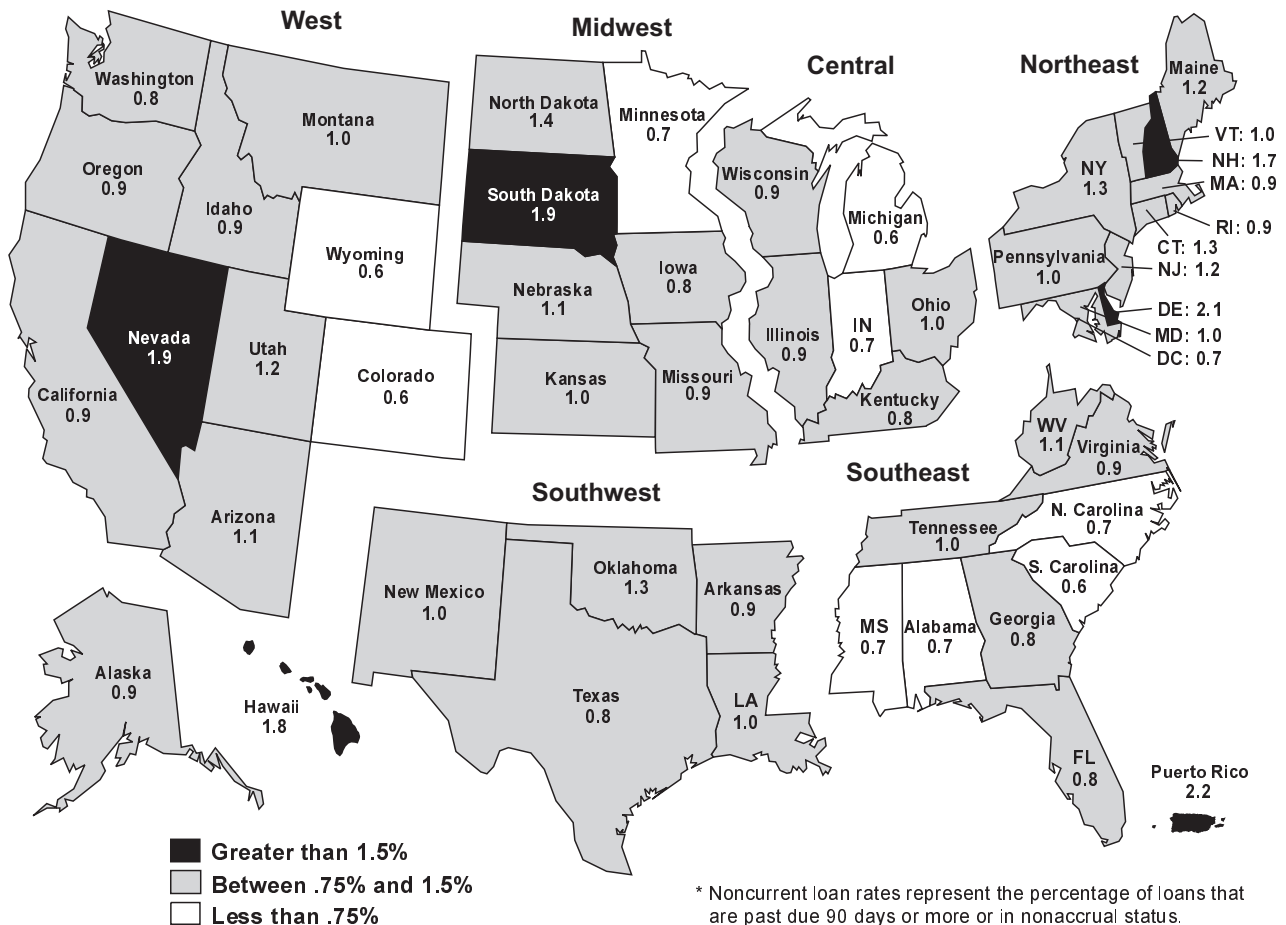 West
Midwest
Central
Northeast
Washington
0.8
Montana
1.0
Oregon
0.9
Idaho
0.9
Wyoming
0.6
Nevada
1.9
Utah
1.2
Colorado
0.6
California
0.9
Arizona
1.1
Alaska
0.9
Hawaii
1.8
North Dakota
1.4
Minnesota
0.7
South Dakota
1.9
Nebraska
1.1
Iowa
0.8
Kansas
1.0
Missouri
0.9
Wisconsin
0.9
Michigan
0.6
Illinois
0.9
IN
0.7
Ohio
1.0
Kentucky
0.8
Maine
1.2
NY
1.3
VT: 1.0
NH: 1.7
MA: 0.9
RI: 0.9
CT: 1.3
NJ: 1.2
Pennsylvania
1.0
DE: 2.1
MD: 1.0
DC: 0.7
Southwest
New Mexico
1.0
Oklahoma
1.3
Arkansas
0.9
Texas
0.8
LA
1.0
Southeast
WV
1.1
Virginia
0.9
Tennessee
1.0
N. Carolina
0.7
S. Carolina
0.6
MS
0.7
Alabama
0.7
Georgia
0.8
FL
0.8
Puerto Rico
2.2
Greater than 1.5%
Between .75% and 1.5%
Less than .75%
* Noncurrent loan rates represent the percentage of loans that
are past due 90 days or more or in nonaccrual status.